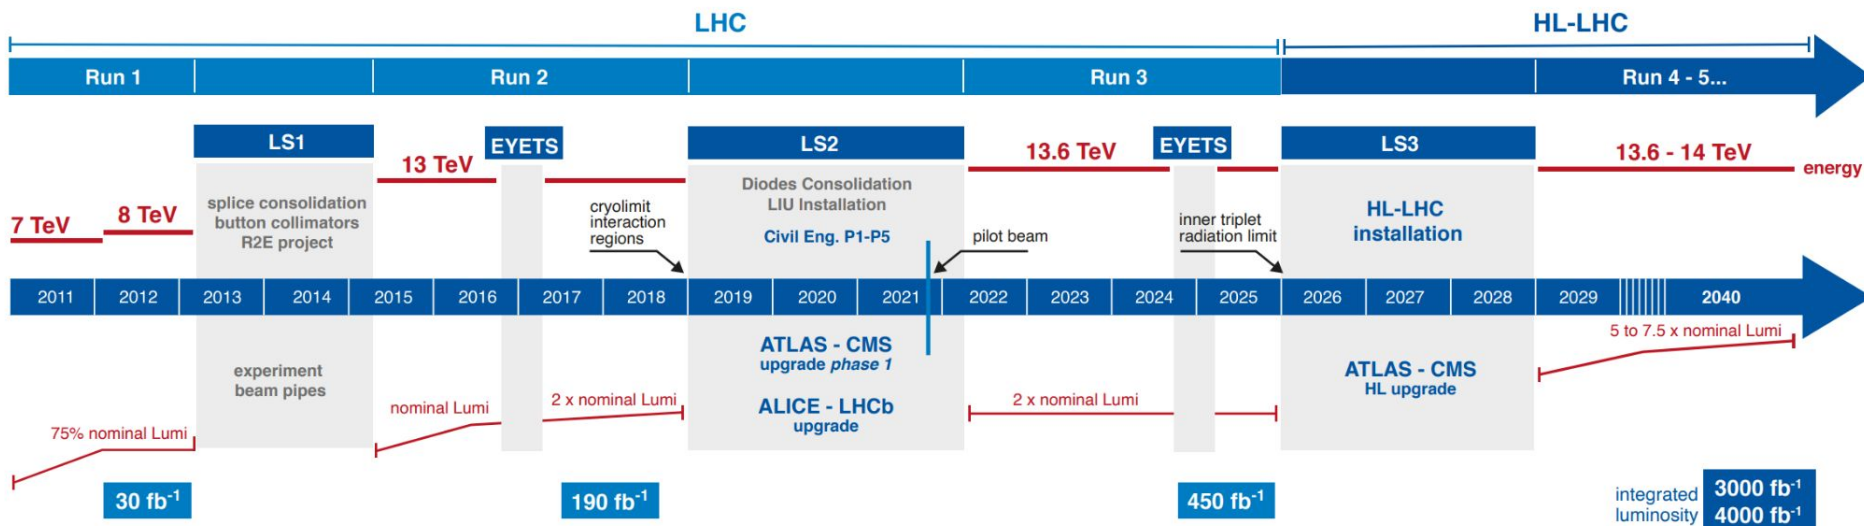 LHC
HL-LHC
Run 1
Run 2
Run 3
Run 4 - 5...
LS1
EYETS
LS2
EYETS
LS3
13 TeV
13.6 TeV
13.6 - 14 TeV
energy
7 TeV
8 TeV
splice consolidation
button collimators
R2E project
cryolimit
interaction
regions
Diodes Consolidation
LIU Installation
Civil Eng. P1-P5
pilot beam
inner triplet
radiation limit
HL-LHC
installation
2011
2012
2013
2014
2015
2016
2017
2018
2019
2020
2021
2022
2023
2024
2025
2026
2027
2028
2029
2040
5 to 7.5 x nominal Lumi
experiment
beam pipes
ATLAS - CMS
upgrade phase 1
ALICE - LHCb
upgrade
ATLAS - CMS
HL upgrade
75% nominal Lumi
nominal Lumi
2 x nominal Lumi
2 x nominal Lumi
30 fb⁻¹
190 fb⁻¹
450 fb⁻¹
integrated
luminosity
3000 fb⁻¹
4000 fb⁻¹